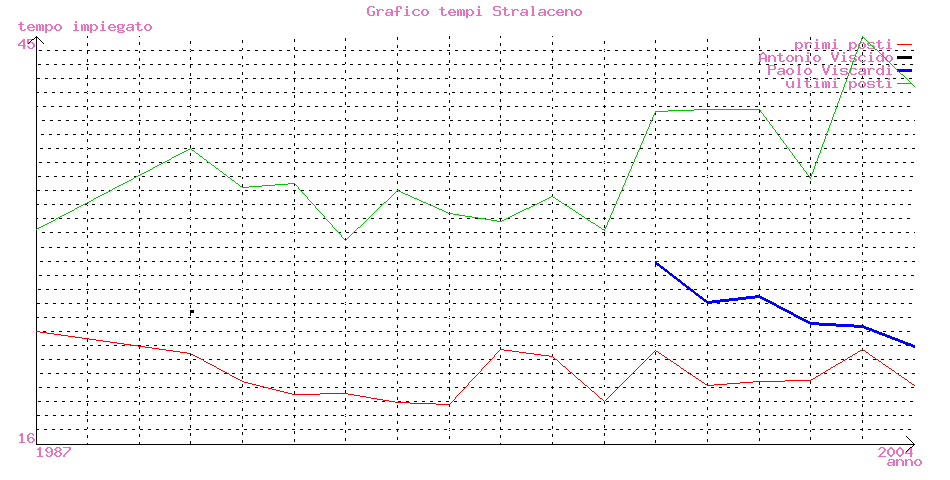 Grafico tempi Stralaceno
tempo impiegato
45
primi posti
Antonio Viscido
Paolo Viscardi
ultimi posti
16
1987
2004
anno